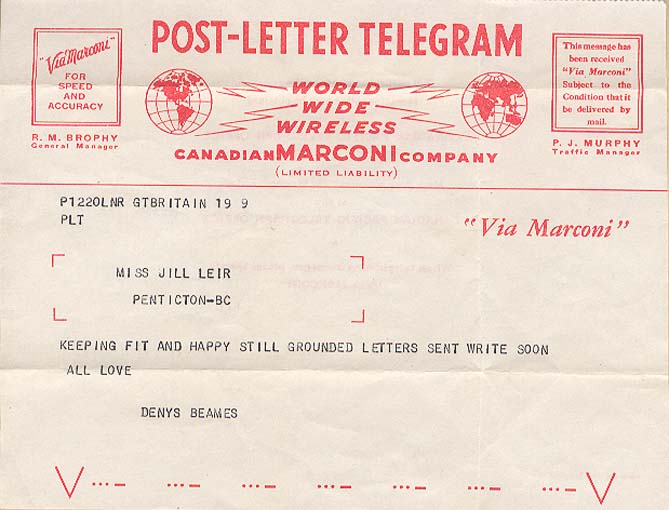 "Via Marconi"
FOR
SPEED
AND
ACCURACY
R. M. BROPHY
General Manager
POST-LETTER TELEGRAM
WORLD
WIDE
WIRELESS
CANADIAN MARCONI COMPANY
(LIMITED LIABILITY)
This message has
been received
"Via Marconi"
Subject to the
Condition that it
be delivered by
mail.
P. J. MURPHY
Traffic Manager
P1220LNR GTBRITAIN 19 9
PLT
"Via Marconi"
MISS JILL LEIR
PENTICTON-BC
KEEPING FIT AND HAPPY STILL GROUNDED LETTERS SENT WRITE SOON
ALL LOVE
DENYS BEAMES
V ...— ...— ...— ...— ...— ...— ...— V